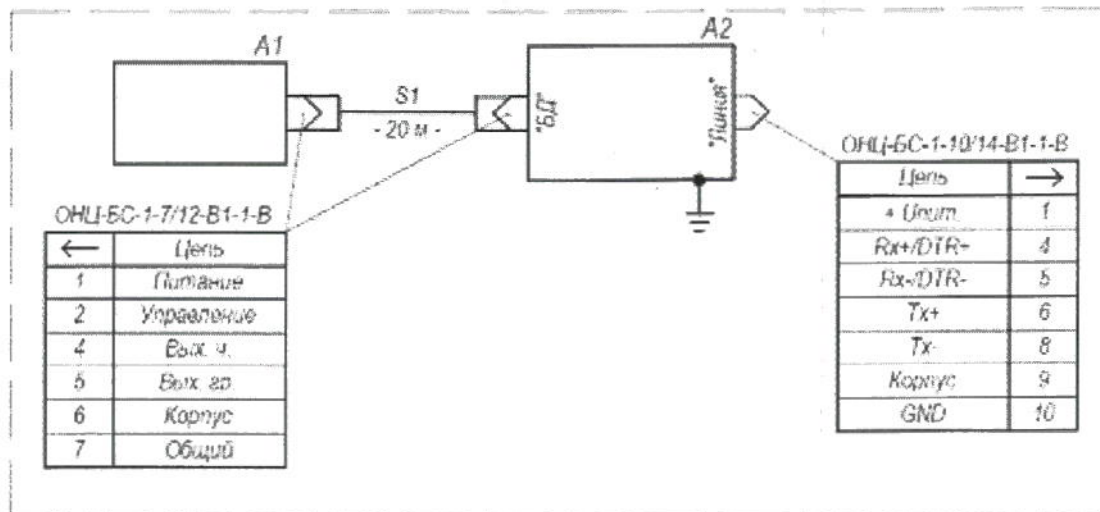 A1
A2
S1
- 20 м -
"БД"
"Линия"
ОНЦ-БС-1-7/12-В1-1-В
← Цепь
1 Питание
2 Управление
4 Вых. ч.
5 Вых. гр.
6 Корпус
7 Общий
ОНЦ-БС-1-10/14-В1-1-В
Цепь →
+ Uпит. 1
Rx+/DTR+ 4
Rx-/DTR- 5
Tx+ 6
Tx- 8
Корпус 9
GND 10